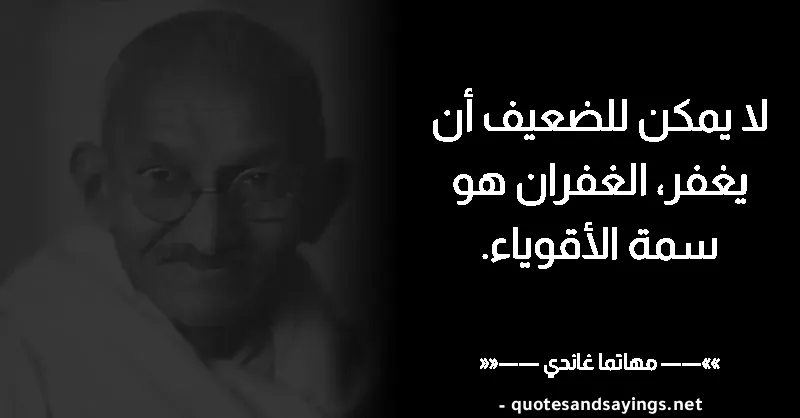 لا يمكن للضعيف أن
يغفر، الغفران هو
سمة الأقوياء.
»»—— مهاتما غاندي ——««
- quotesandsayings.net